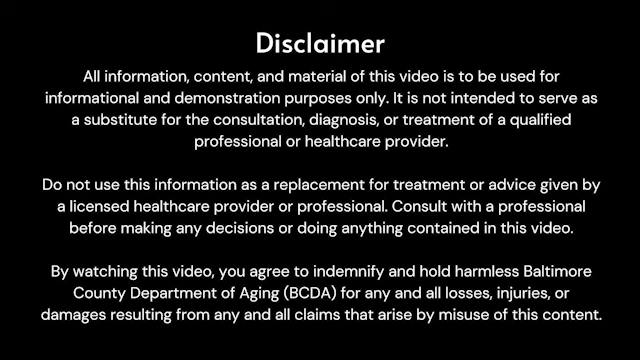 Disclaimer
All information, content, and material of this video is to be used for
informational and demonstration purposes only. It is not intended to serve as
a substitute for the consultation, diagnosis, or treatment of a qualified
professional or healthcare provider.
Do not use this information as a replacement for treatment or advice given by
a licensed healthcare provider or professional. Consult with a professional
before making any decisions or doing anything contained in this video.
By watching this video, you agree to indemnify and hold harmless Baltimore
County Department of Aging (BCDA) for any and all losses, injuries, or
damages resulting from any and all claims that arise by misuse of this content.